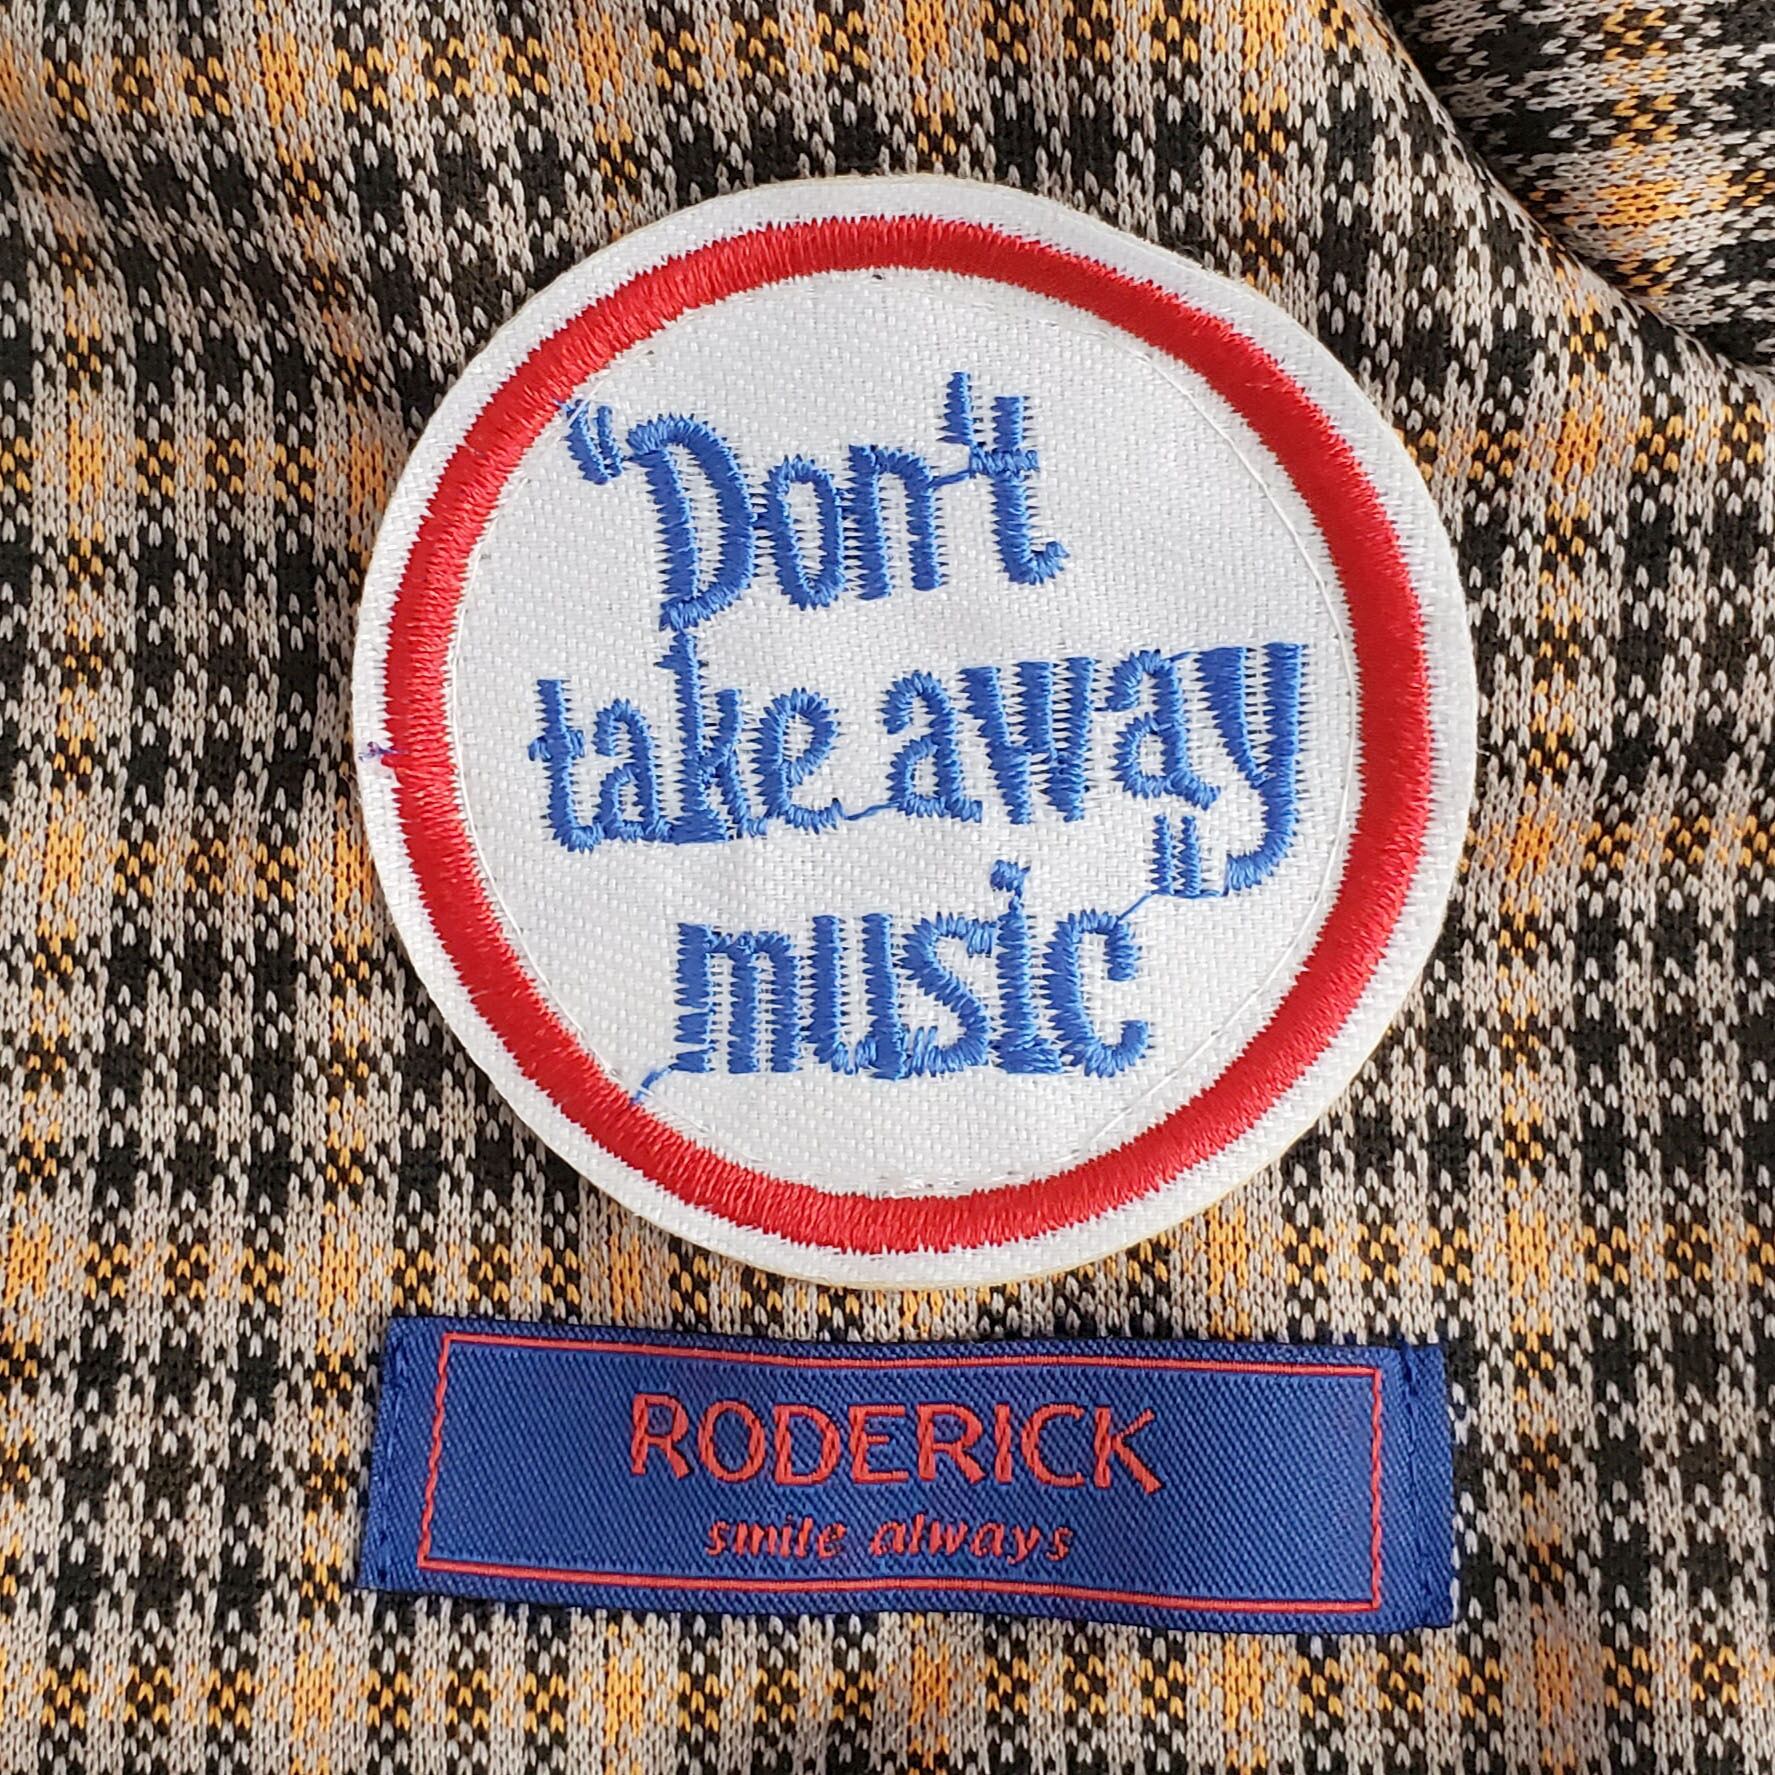 "Don't
take away
music"
RODERICK
smile always